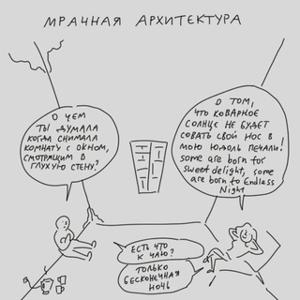 МРАЧНАЯ АРХИТЕКТУРА
О ЧЕМ
ТЫ ДУМАЛА
КОГДА СНИМАЛА
КОМНАТУ С ОКНОМ,
СМОТРЯЩИМ В
ГЛУХУЮ СТЕНУ?
О ТОМ,
ЧТО КОВАРНОЕ
СОЛНЦЕ НЕ БУДЕТ
СОВАТЬ СВОЙ НОС В
МОЮ ЮДОЛЬ ПЕЧАЛИ!
some are born for
sweet delight, some
are born to Endless
Night
ЕСТЬ ЧТО
К ЧАЮ?
ТОЛЬКО
БЕСКОНЕЧНАЯ
НОЧЬ